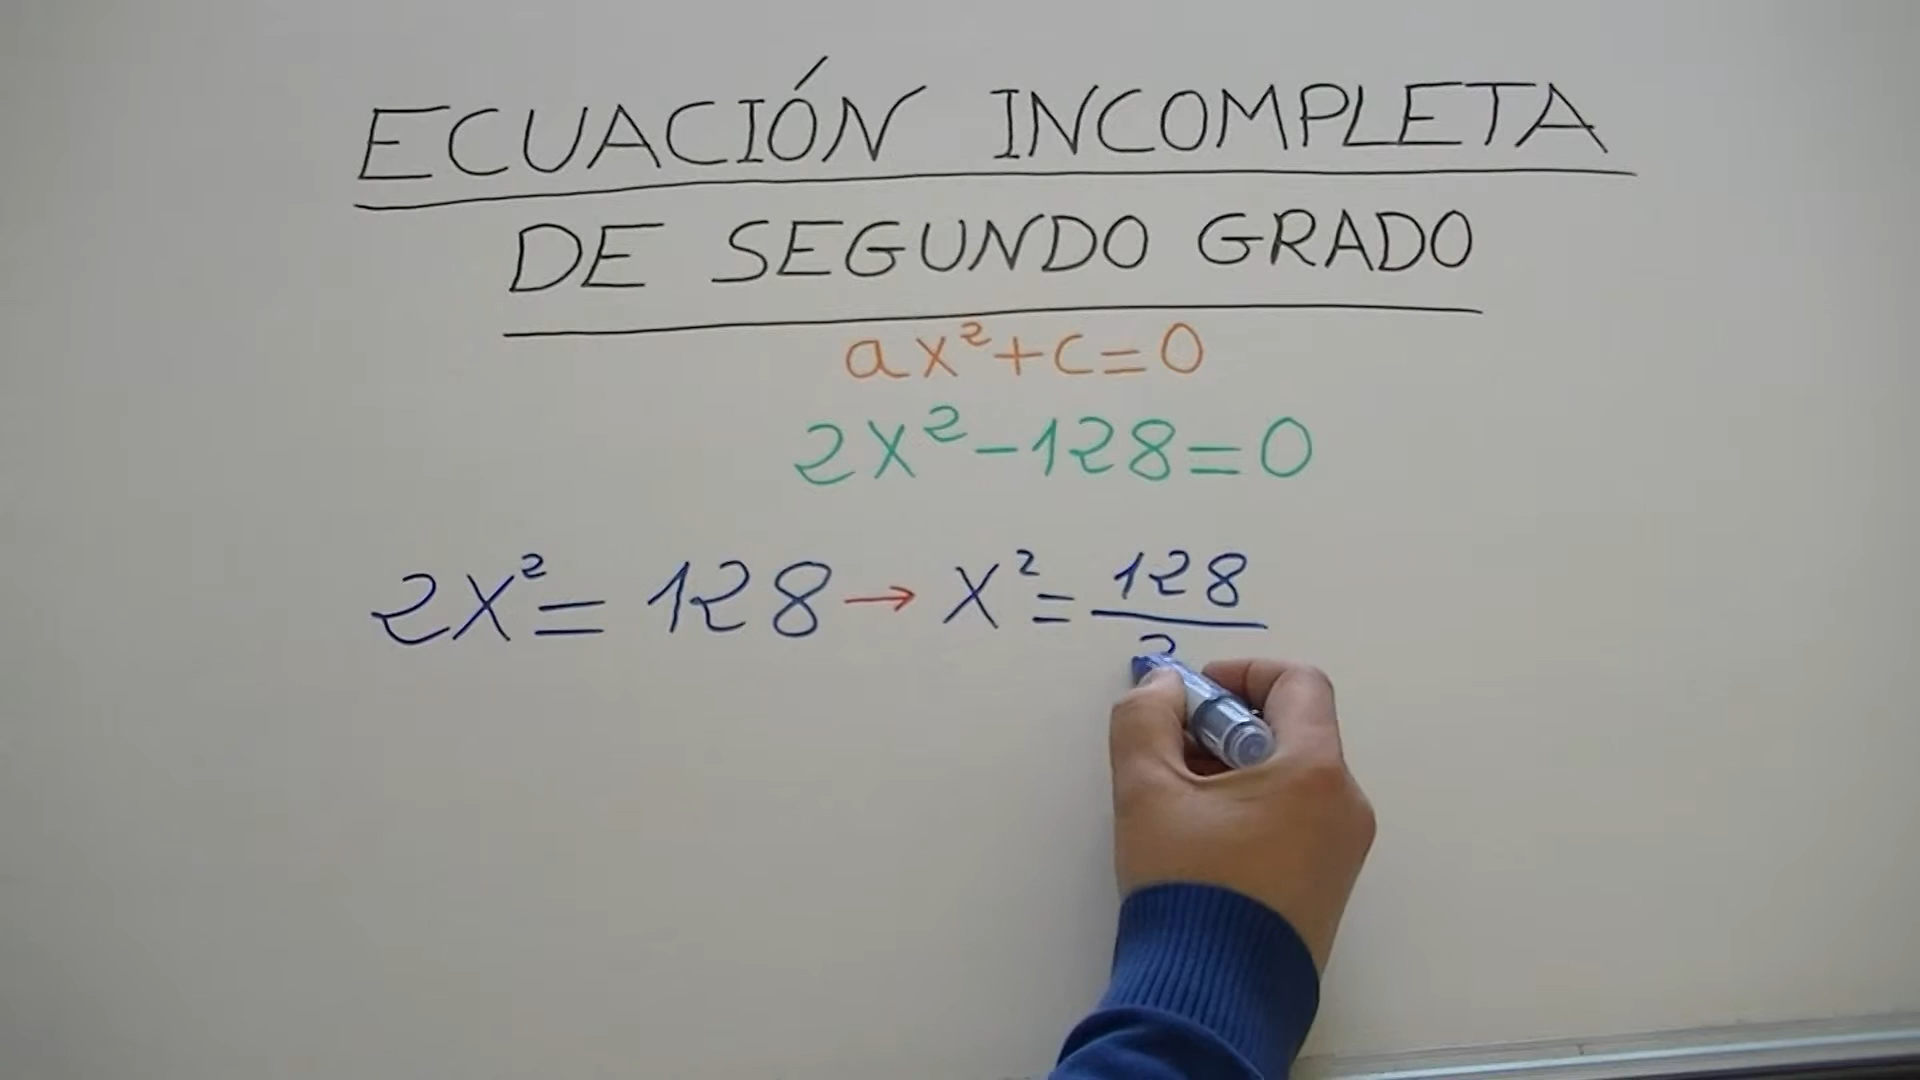 ECUACIÓN INCOMPLETA
DE SEGUNDO GRADO
ax²+c=0
2x²-128=0
2x²= 128→ x²= 128/2